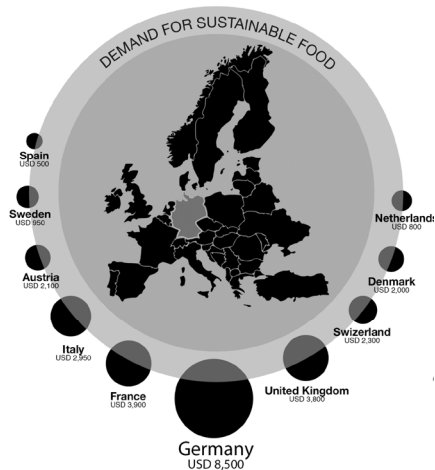 DEMAND FOR SUSTAINABLE FOOD
Spain
USD 500
Sweden
USD 950
Austria
USD 2,100
Italy
USD 2,950
France
USD 3,900
Germany
USD 8,500
United Kingdom
USD 3,800
Swizerland
USD 2,300
Denmark
USD 2,000
Netherlands
USD 800